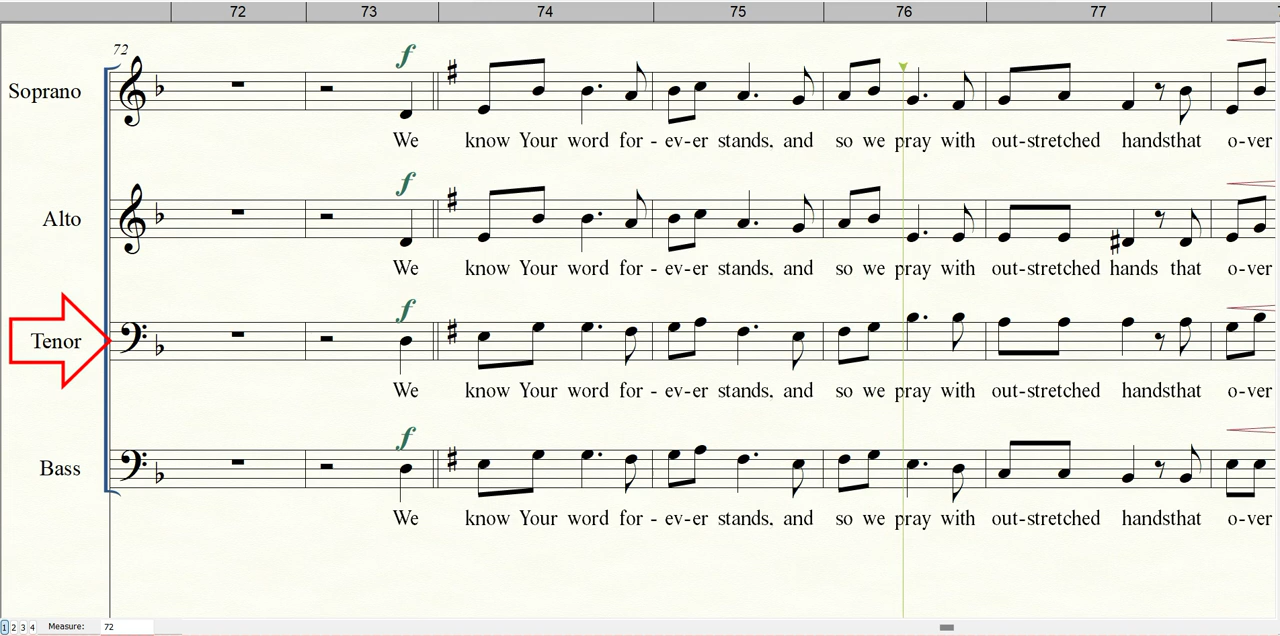 72 73 74 75 76 77
72
f
Soprano
We know Your word for - ev-er stands, and so we pray with out-stretched handsthat o-ver
f
Alto
We know Your word for - ev-er stands, and so we pray with out-stretched hands that o-ver
f
Tenor
We know Your word for - ev-er stands, and so we pray with out-stretched handsthat o-ver
f
Bass
We know Your word for - ev-er stands, and so we pray with out-stretched handsthat o-ver
1 2 3 4 Measure: 72